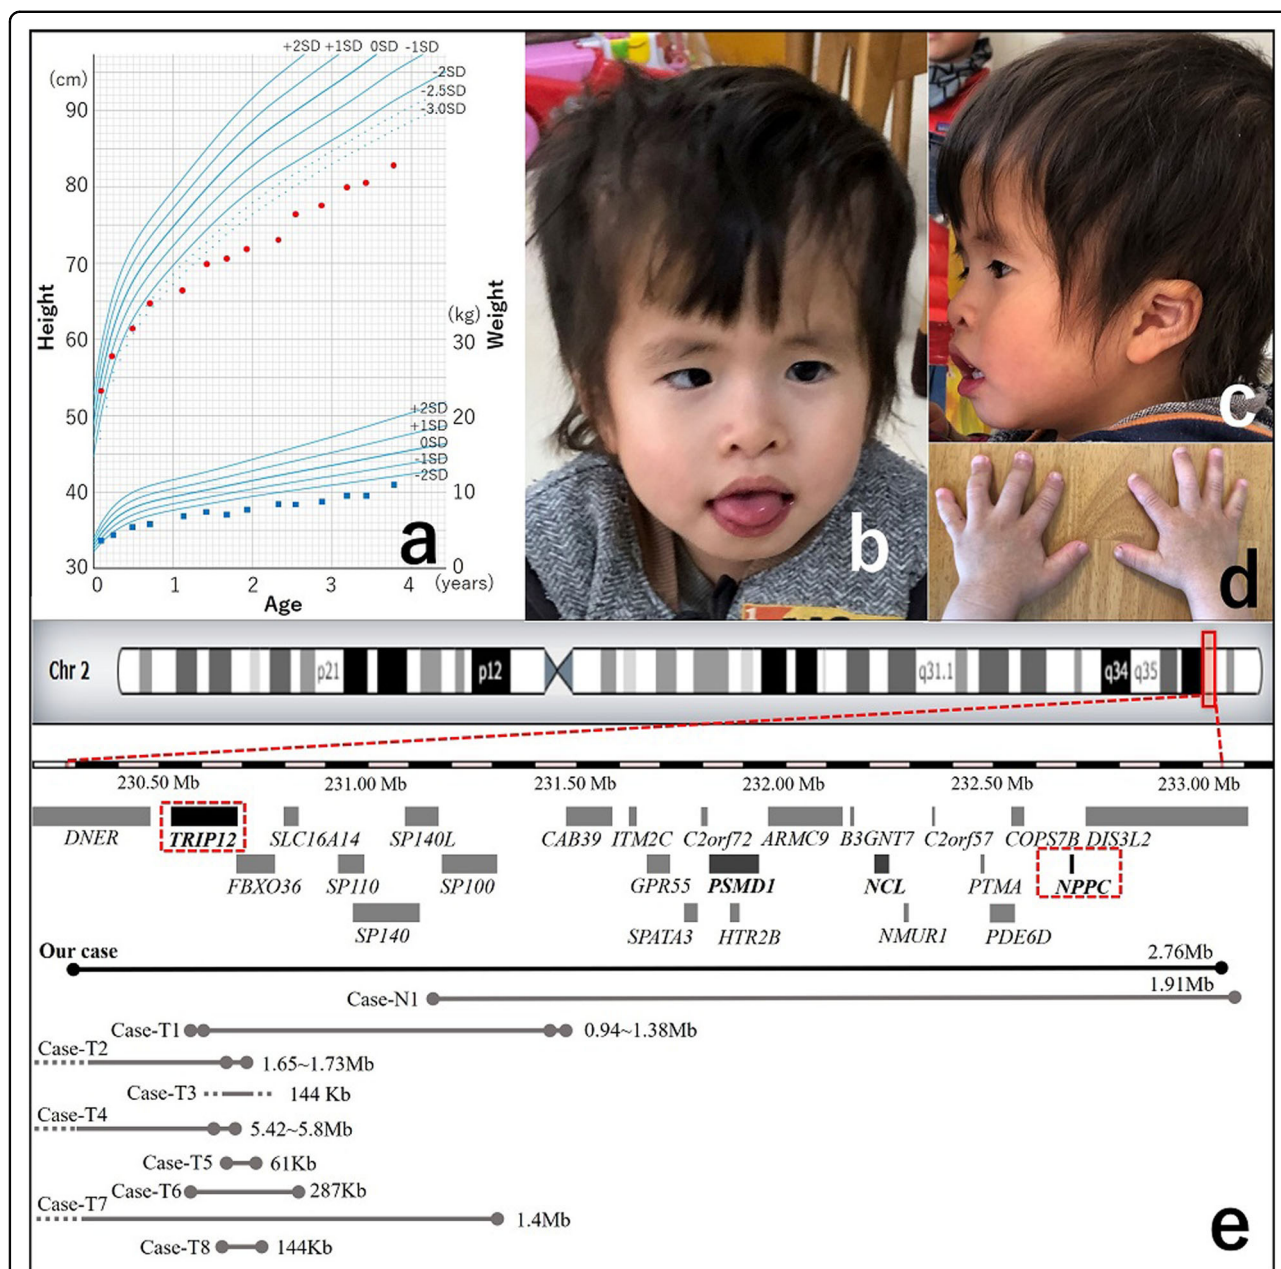 +2SD +1SD 0SD -1SD
(cm)
-2SD
-2.5SD
-3.0SD
90
80
70
60
50
40
30
Height
(kg)
30
20
10
0
Weight
+2SD
+1SD
0SD
-1SD
-2SD
0 1 2 3 4 (years)
Age
a
b
c
d
Chr 2
p21 p12 q31.1 q34 q35
230.50 Mb 231.00 Mb 231.50 Mb 232.00 Mb 232.50 Mb 233.00 Mb
DNER TRIP12 SLC16A14 SP140L CAB39 ITM2C C2orf72 ARMC9 B3GNT7 C2orf57 COPS7B DIS3L2
FBXO36 SP110 SP100 GPR55 PSMD1 NCL PTMA NPPC
SP140 SPATA3 HTR2B NMUR1 PDE6D
Our case 2.76Mb
Case-N1 1.91Mb
Case-T1 0.94~1.38Mb
Case-T2 1.65~1.73Mb
Case-T3 144 Kb
Case-T4 5.42~5.8Mb
Case-T5 61Kb
Case-T6 287Kb
Case-T7 1.4Mb
Case-T8 144Kb
e